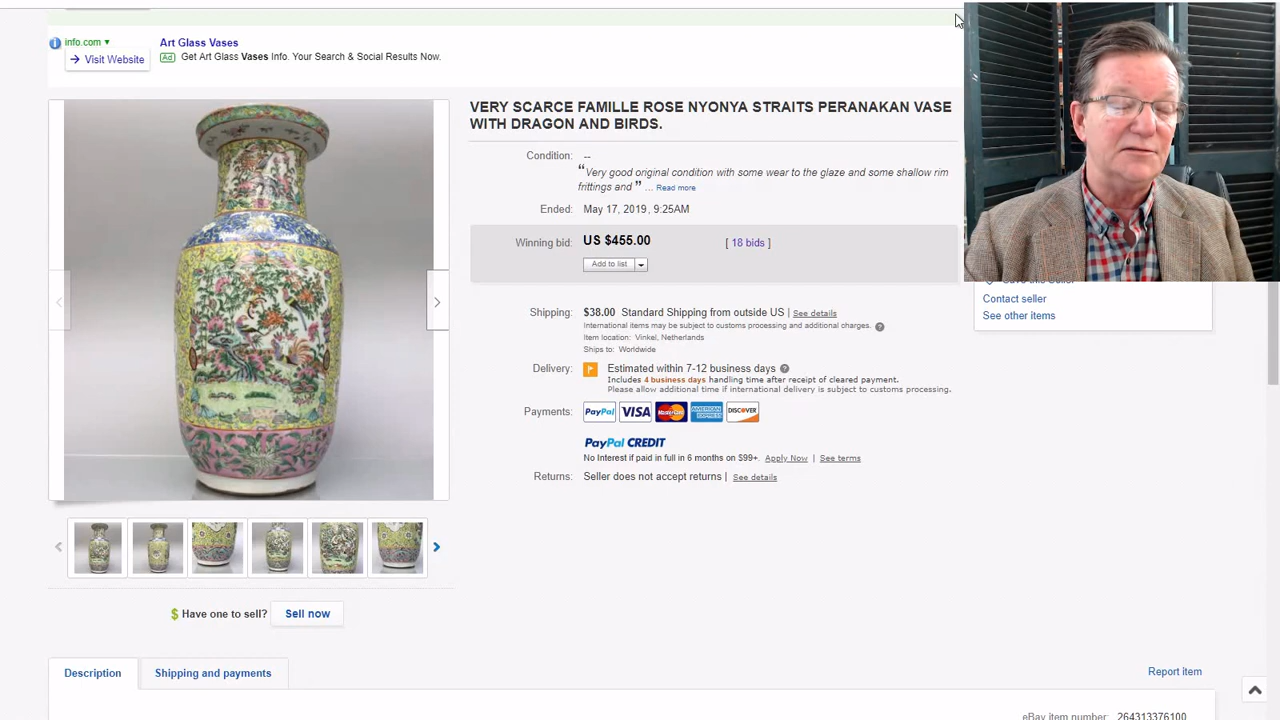 info.com
Visit Website
Art Glass Vases
Ad Get Art Glass Vases Info. Your Search & Social Results Now.
VERY SCARCE FAMILLE ROSE NYONYA STRAITS PERANAKAN VASE
WITH DRAGON AND BIRDS.
Condition: --
“Very good original condition with some wear to the glaze and some shallow rim
frittings and ” ... Read more
Ended: May 17, 2019 , 9:25AM
Winning bid: US $455.00 [ 18 bids ]
Add to list
Contact seller
See other items
Shipping: $38.00 Standard Shipping from outside US | See details
International items may be subject to customs processing and additional charges. ?
Item location: Vinkel, Netherlands
Ships to: Worldwide
Delivery: Estimated within 7-12 business days ?
Includes 4 business days handling time after receipt of cleared payment.
Please allow additional time if international delivery is subject to customs processing.
Payments: PayPal VISA MasterCard AMERICAN EXPRESS DISCOVER
PayPal CREDIT
No Interest if paid in full in 6 months on $99+. Apply Now | See terms
Returns: Seller does not accept returns | See details
$ Have one to sell? Sell now
Description
Shipping and payments
Report item
eBay item number: 264313376100